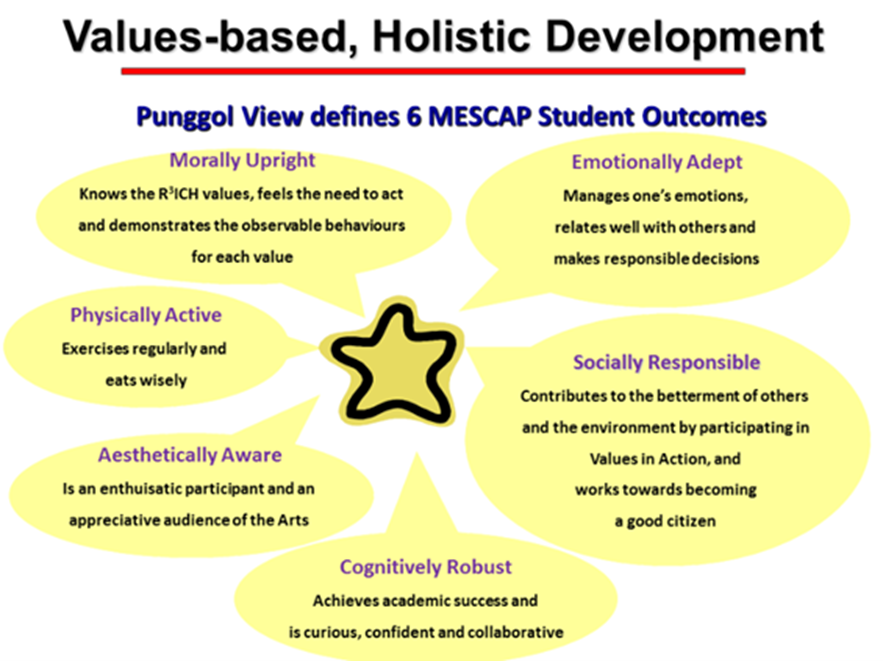 Values-based, Holistic Development
Punggol View defines 6 MESCAP Student Outcomes
Morally Upright
Knows the R³ICH values, feels the need to act
and demonstrates the observable behaviours
for each value
Emotionally Adept
Manages one's emotions,
relates well with others and
makes responsible decisions
Physically Active
Exercises regularly and
eats wisely
Socially Responsible
Contributes to the betterment of others
and the environment by participating in
Values in Action, and
works towards becoming
a good citizen
Aesthetically Aware
Is an enthuisatic participant and an
appreciative audience of the Arts
Cognitively Robust
Achieves academic success and
is curious, confident and collaborative